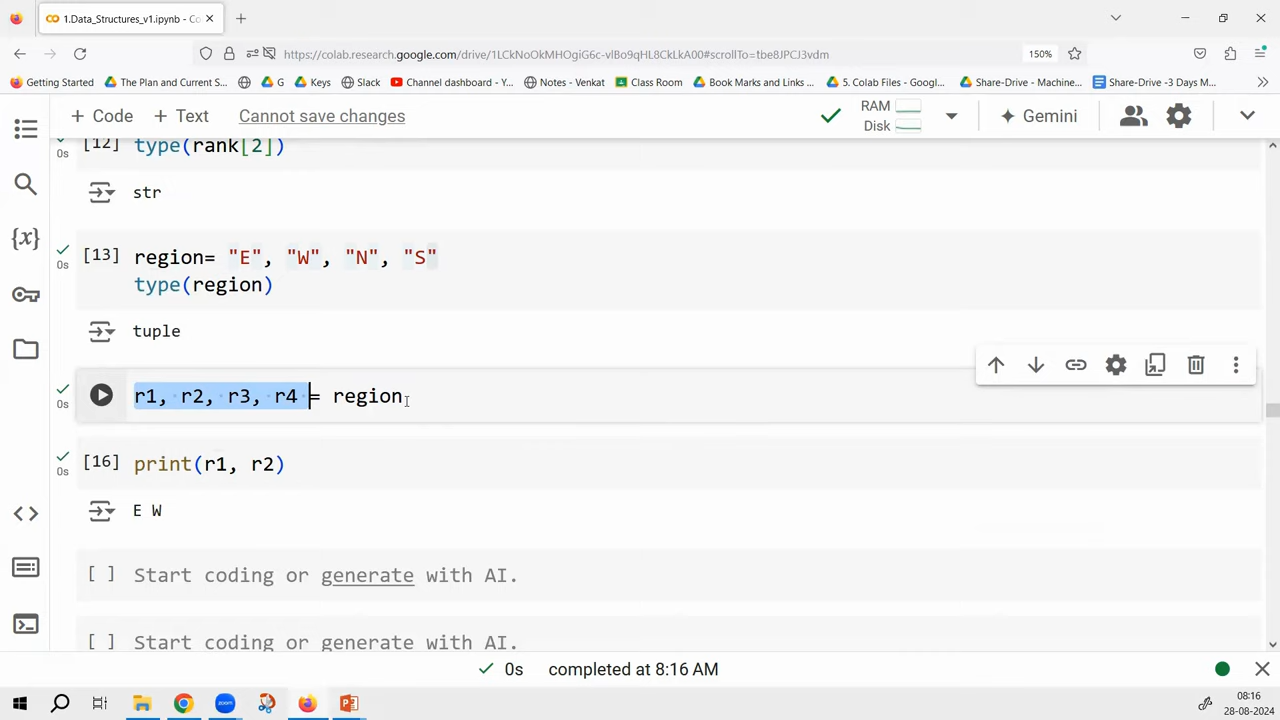 1.Data_Structures_v1.ipynb - Co
https://colab.research.google.com/drive/1LCkNoOkMHOgiG6c-vlBo9qHL8CkLkA00#scrollTo=tbe8JPCJ3vdm
150%
Getting Started
The Plan and Current S...
G
Keys
Slack
Channel dashboard - Y...
Notes - Venkat
Class Room
Book Marks and Links ...
5. Colab Files - Googl...
Share-Drive - Machine...
Share-Drive -3 Days M...
+ Code + Text Cannot save changes
RAM
Disk
Gemini
[12] type(rank[2])
0s
str
[13] region= "E", "W", "N", "S"
0s
type(region)
tuple
r1, r2, r3, r4 = region
0s
[16] print(r1, r2)
0s
E W
[ ] Start coding or generate with AI.
[ ] Start coding or generate with AI.
0s completed at 8:16 AM
08:16
28-08-2024